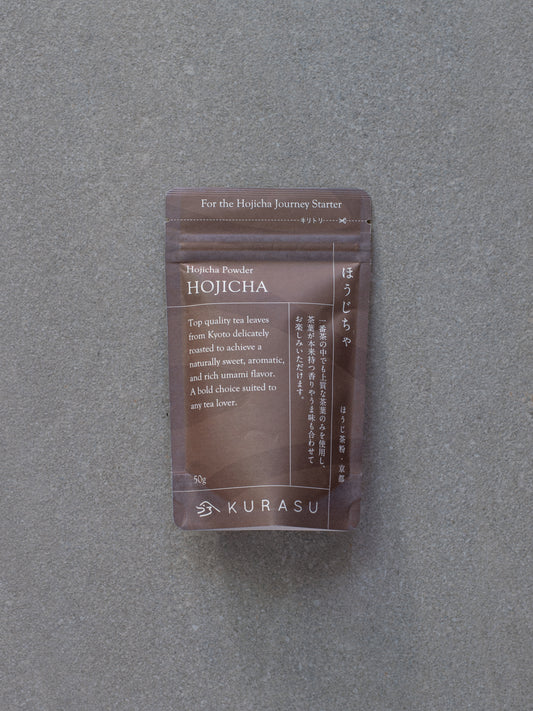 For the Hojicha Journey Starter
キリトリ
Hojicha Powder
HOJICHA
Top quality tea leaves
from Kyoto delicately
roasted to achieve a
naturally sweet, aromatic,
and rich umami flavor.
A bold choice suited to
any tea lover.
50g
ほうじちゃ
ほうじ茶粉・京都
一番茶の中でも上質な茶葉のみを使用し、
茶葉が本来持つ香りやうま味も合わせて
お楽しみいただけます。
KURASU